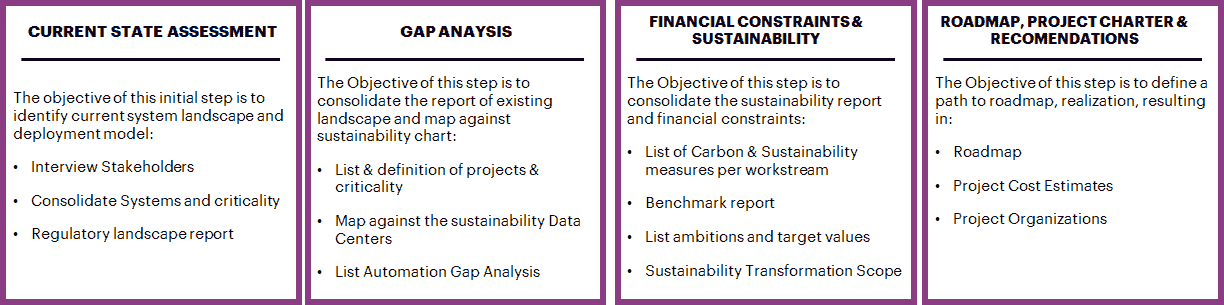 CURRENT STATE ASSESSMENT
The objective of this initial step is to
identify current system landscape and
deployment model:
• Interview Stakeholders
• Consolidate Systems and criticality
• Regulatory landscape report
GAP ANAYSIS
The Objective of this step is to
consolidate the report of existing
landscape and map against
sustainability chart:
• List & definition of projects &
criticality
• Map against the sustainability Data
Centers
• List Automation Gap Analysis
FINANCIAL CONSTRAINTS &
SUSTAINABILITY
The Objective of this step is to
consolidate the sustainability report
and financial constraints:
• List of Carbon & Sustainability
measures per workstream
• Benchmark report
• List ambitions and target values
• Sustainability Transformation Scope
ROADMAP, PROJECT CHARTER &
RECOMENDATIONS
The Objective of this step is to define a
path to roadmap, realization, resulting
in:
• Roadmap
• Project Cost Estimates
• Project Organizations